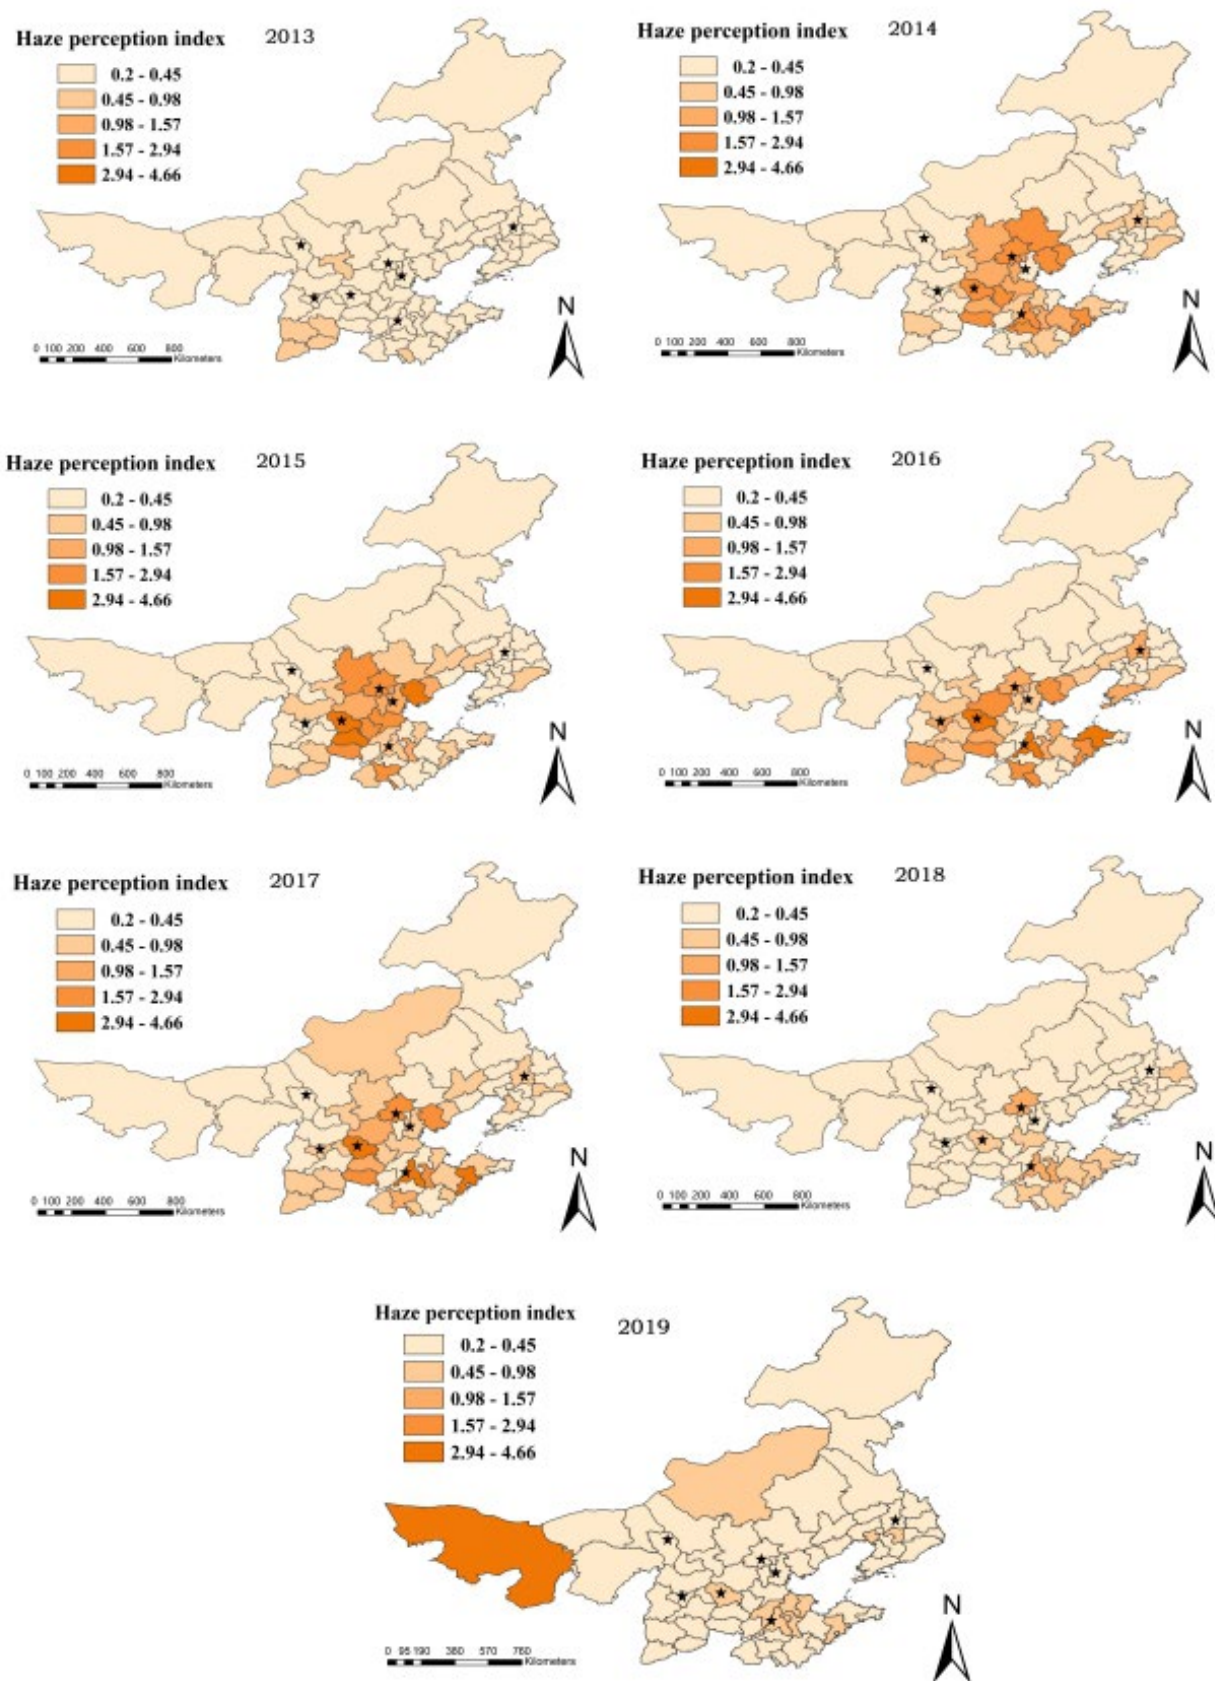 Haze perception index 2013
0.2 - 0.45
0.45 - 0.98
0.98 - 1.57
1.57 - 2.94
2.94 - 4.66
N
0 100 200 400 600 800
Kilometers
Haze perception index 2014
0.2 - 0.45
0.45 - 0.98
0.98 - 1.57
1.57 - 2.94
2.94 - 4.66
N
0 100 200 400 600 800
Kilometers
Haze perception index 2015
0.2 - 0.45
0.45 - 0.98
0.98 - 1.57
1.57 - 2.94
2.94 - 4.66
N
0 100 200 400 600 800
Kilometers
Haze perception index 2016
0.2 - 0.45
0.45 - 0.98
0.98 - 1.57
1.57 - 2.94
2.94 - 4.66
N
0 100 200 400 600 800
Kilometers
Haze perception index 2017
0.2 - 0.45
0.45 - 0.98
0.98 - 1.57
1.57 - 2.94
2.94 - 4.66
N
0 100 200 400 600 800
Kilometers
Haze perception index 2018
0.2 - 0.45
0.45 - 0.98
0.98 - 1.57
1.57 - 2.94
2.94 - 4.66
N
0 100 200 400 600 800
Kilometers
Haze perception index 2019
0.2 - 0.45
0.45 - 0.98
0.98 - 1.57
1.57 - 2.94
2.94 - 4.66
N
0 95 190 380 570 760
Kilometers